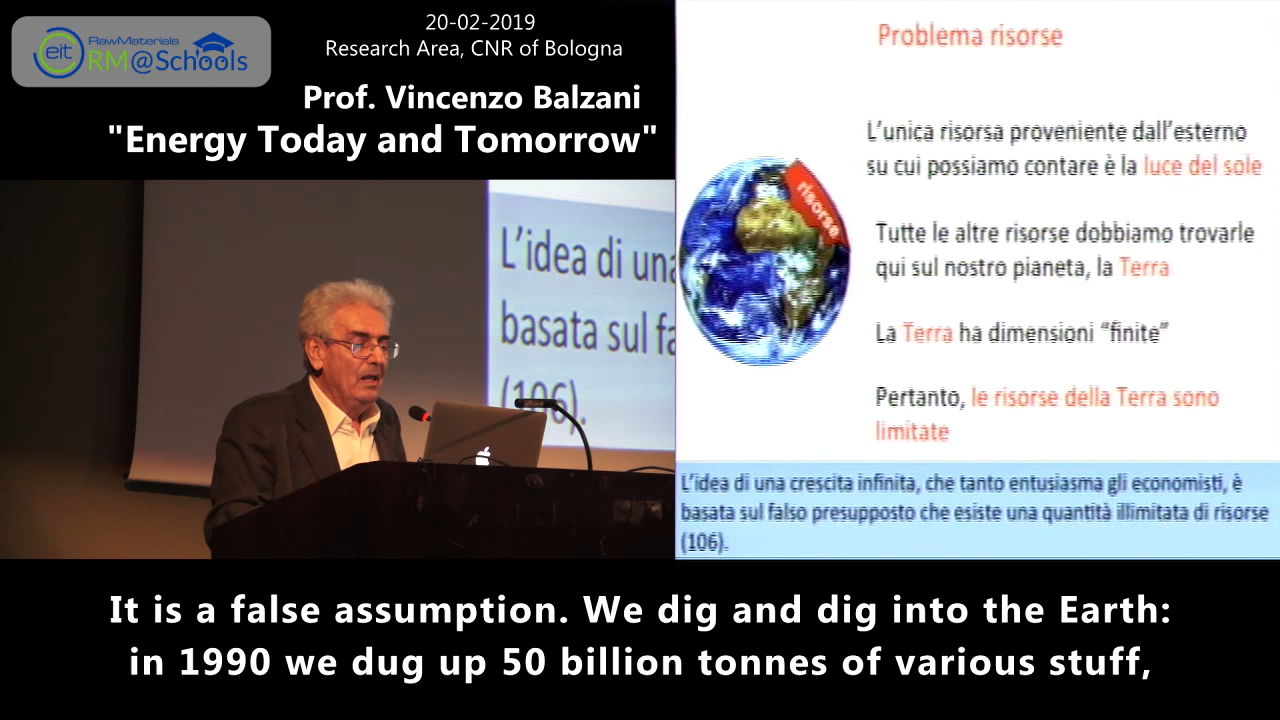 eit RawMaterials
RM@Schools
20-02-2019
Research Area, CNR of Bologna
Prof. Vincenzo Balzani
"Energy Today and Tomorrow"
L'idea di una
basata sul fa
(106).
Problema risorse
L'unica risorsa proveniente dall'esterno
su cui possiamo contare è la luce del sole
risorse
Tutte le altre risorse dobbiamo trovarle
qui sul nostro pianeta, la Terra
La Terra ha dimensioni “finite”
Pertanto, le risorse della Terra sono
limitate
L'idea di una crescita infinita, che tanto entusiasma gli economisti, è
basata sul falso presupposto che esiste una quantità illimitata di risorse
(106).
It is a false assumption. We dig and dig into the Earth:
in 1990 we dug up 50 billion tonnes of various stuff,